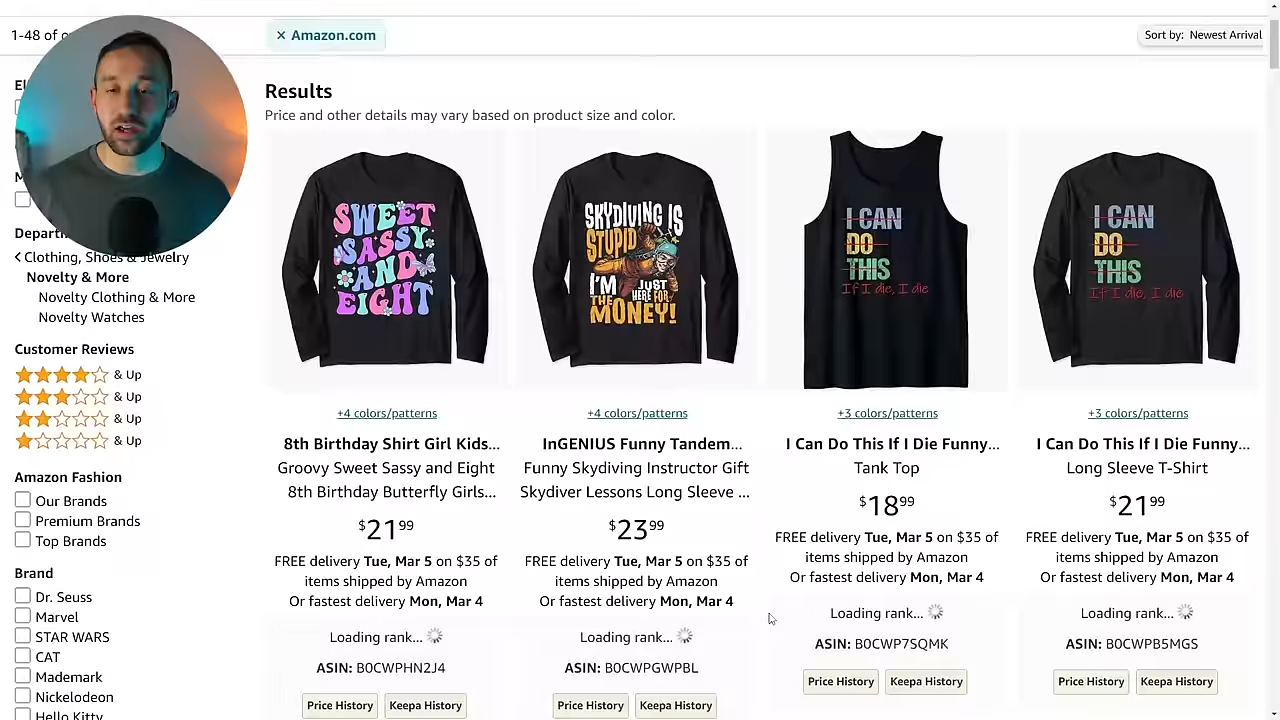 1-48 of
✕ Amazon.com
Sort by: Newest Arrival
Results
Price and other details may vary based on product size and color.
Clothing, Shoes & Jewelry
Novelty & More
Novelty Clothing & More
Novelty Watches
Customer Reviews
& Up
& Up
& Up
& Up
Amazon Fashion
Our Brands
Premium Brands
Top Brands
Brand
Dr. Seuss
Marvel
STAR WARS
CAT
Mademark
Nickelodeon
Hello Kitty
SWEET
SASSY
AND
EIGHT
+4 colors/patterns
8th Birthday Shirt Girl Kids...
Groovy Sweet Sassy and Eight
8th Birthday Butterfly Girls...
$21.99
FREE delivery Tue, Mar 5 on $35 of
items shipped by Amazon
Or fastest delivery Mon, Mar 4
Loading rank...
ASIN: B0CWPHN2J4
Price History
Keepa History
SKYDIVING IS
STUPID
I'M JUST
THE HERE FOR
MONEY!
+4 colors/patterns
InGENIUS Funny Tandem...
Funny Skydiving Instructor Gift
Skydiver Lessons Long Sleeve ...
$23.99
FREE delivery Tue, Mar 5 on $35 of
items shipped by Amazon
Or fastest delivery Mon, Mar 4
Loading rank...
ASIN: B0CWPGWPBL
Price History
Keepa History
I CAN
DO
THIS
If I die, I die
+3 colors/patterns
I Can Do This If I Die Funny...
Tank Top
$18.99
FREE delivery Tue, Mar 5 on $35 of
items shipped by Amazon
Or fastest delivery Mon, Mar 4
Loading rank...
ASIN: B0CWP7SQMK
Price History
Keepa History
I CAN
DO
THIS
If I die, I die
+3 colors/patterns
I Can Do This If I Die Funny...
Long Sleeve T-Shirt
$21.99
FREE delivery Tue, Mar 5 on $35 of
items shipped by Amazon
Or fastest delivery Mon, Mar 4
Loading rank...
ASIN: B0CWPB5MGS
Price History
Keepa History